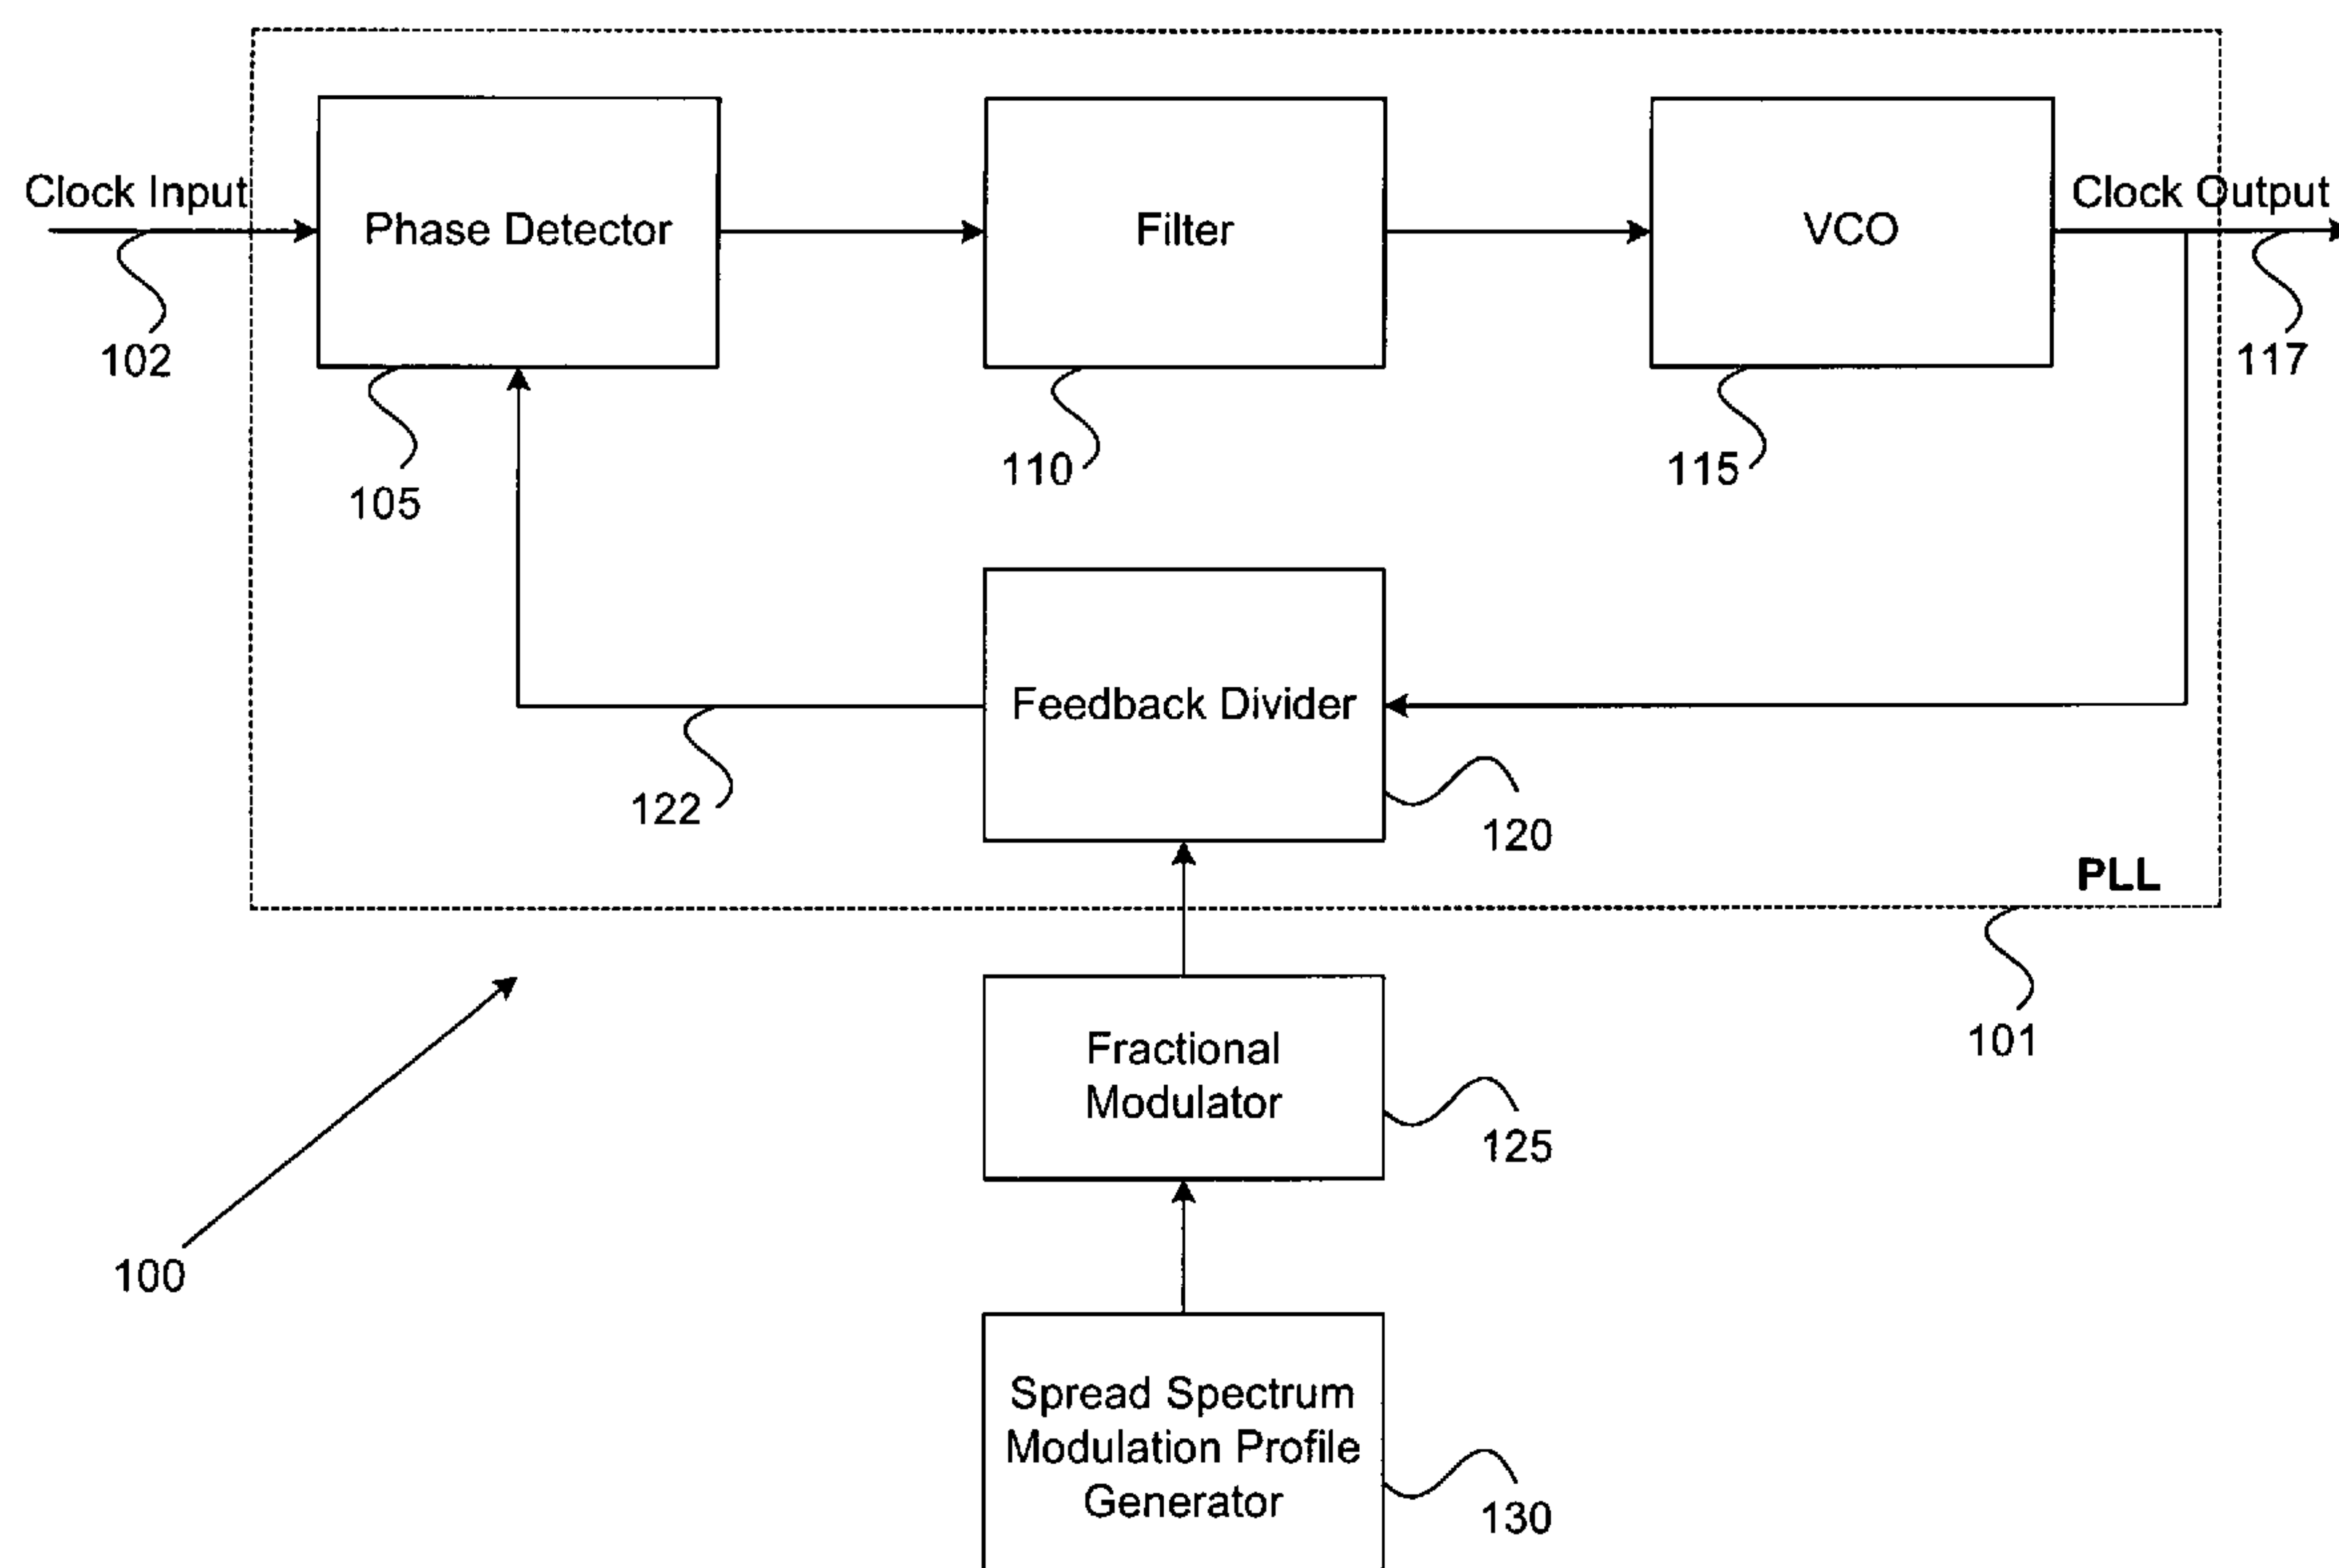 Clock Input
Phase Detector
Filter
VCO
Clock Output
102
117
105
110
115
Feedback Divider
122
120
PLL
101
Fractional
Modulator
125
100
Spread Spectrum
Modulation Profile
Generator
130